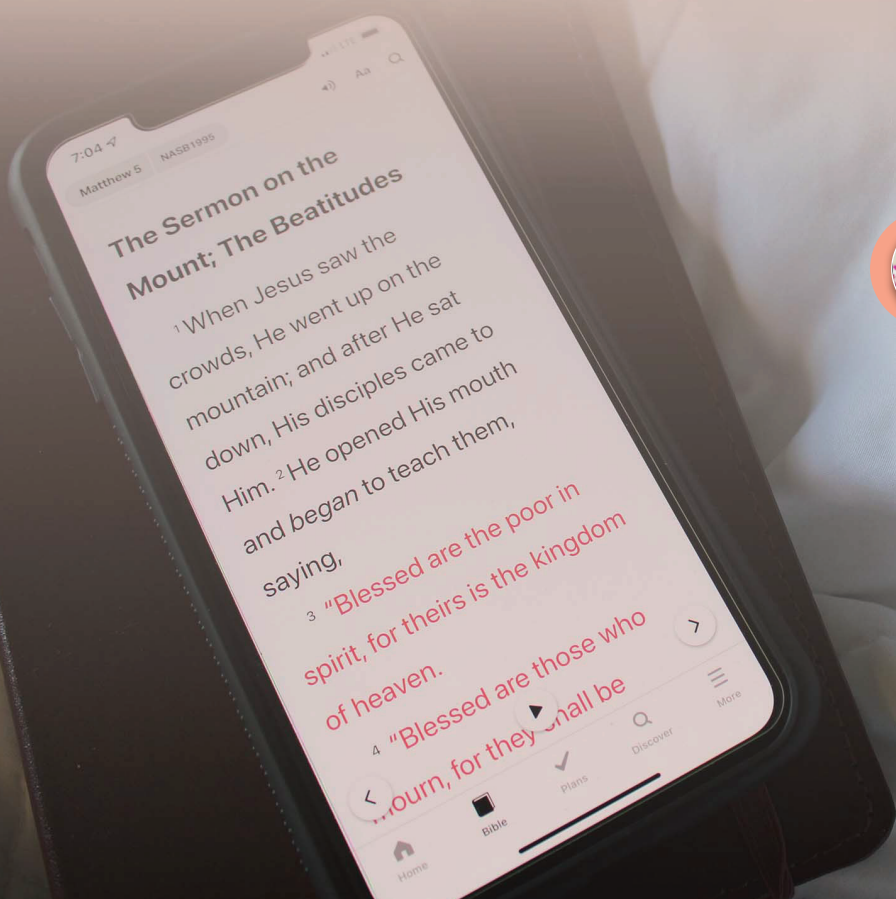 7:04
Matthew 5 NASB1995
Aa
The Sermon on the
Mount; The Beatitudes
1 When Jesus saw the
crowds, He went up on the
mountain; and after He sat
down, His disciples came to
Him. 2 He opened His mouth
and began to teach them,
saying,
3 “Blessed are the poor in
spirit, for theirs is the kingdom
of heaven.
4 “Blessed are those who
mourn, for they shall be
Home Bible Plans Discover More